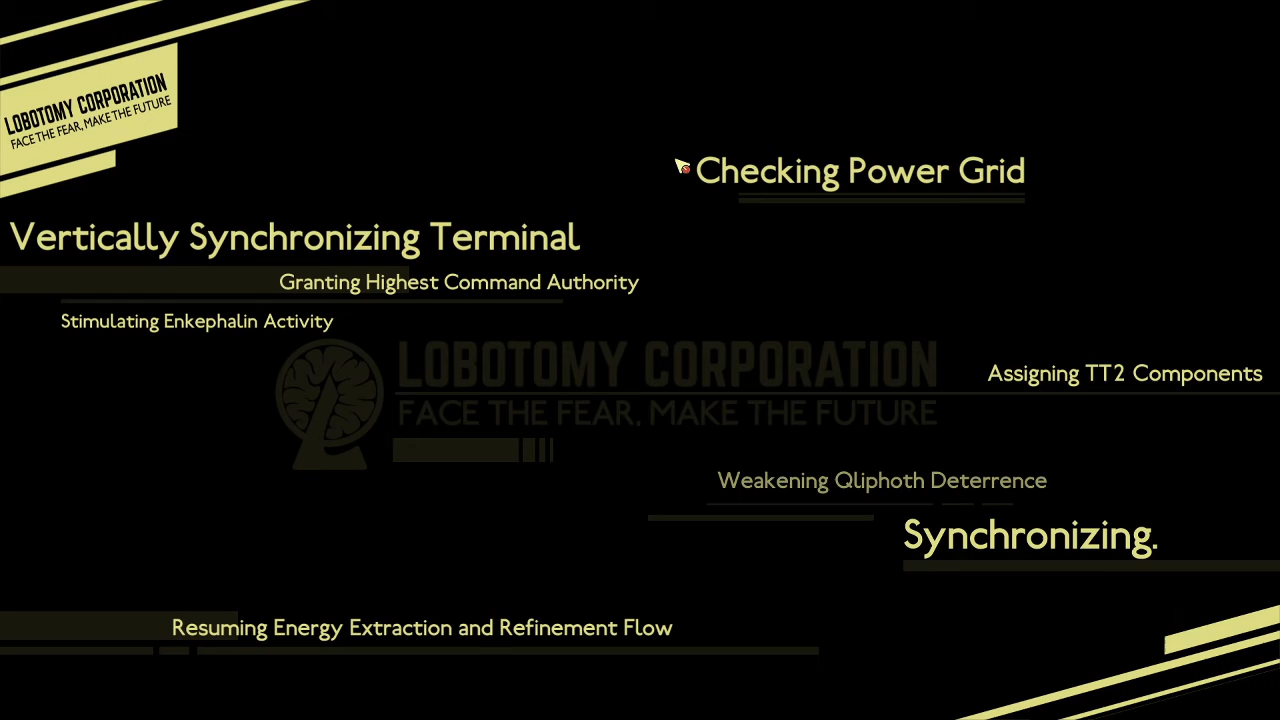 LOBOTOMY CORPORATION
FACE THE FEAR, MAKE THE FUTURE
Checking Power Grid
Vertically Synchronizing Terminal
Granting Highest Command Authority
Stimulating Enkephalin Activity
LOBOTOMY CORPORATION
FACE THE FEAR, MAKE THE FUTURE
Assigning TT2 Components
Weakening Qliphoth Deterrence
Synchronizing.
Resuming Energy Extraction and Refinement Flow